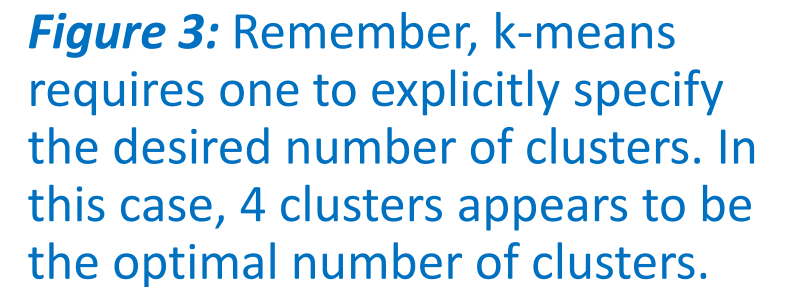 Figure 3: Remember, k-means
requires one to explicitly specify
the desired number of clusters. In
this case, 4 clusters appears to be
the optimal number of clusters.